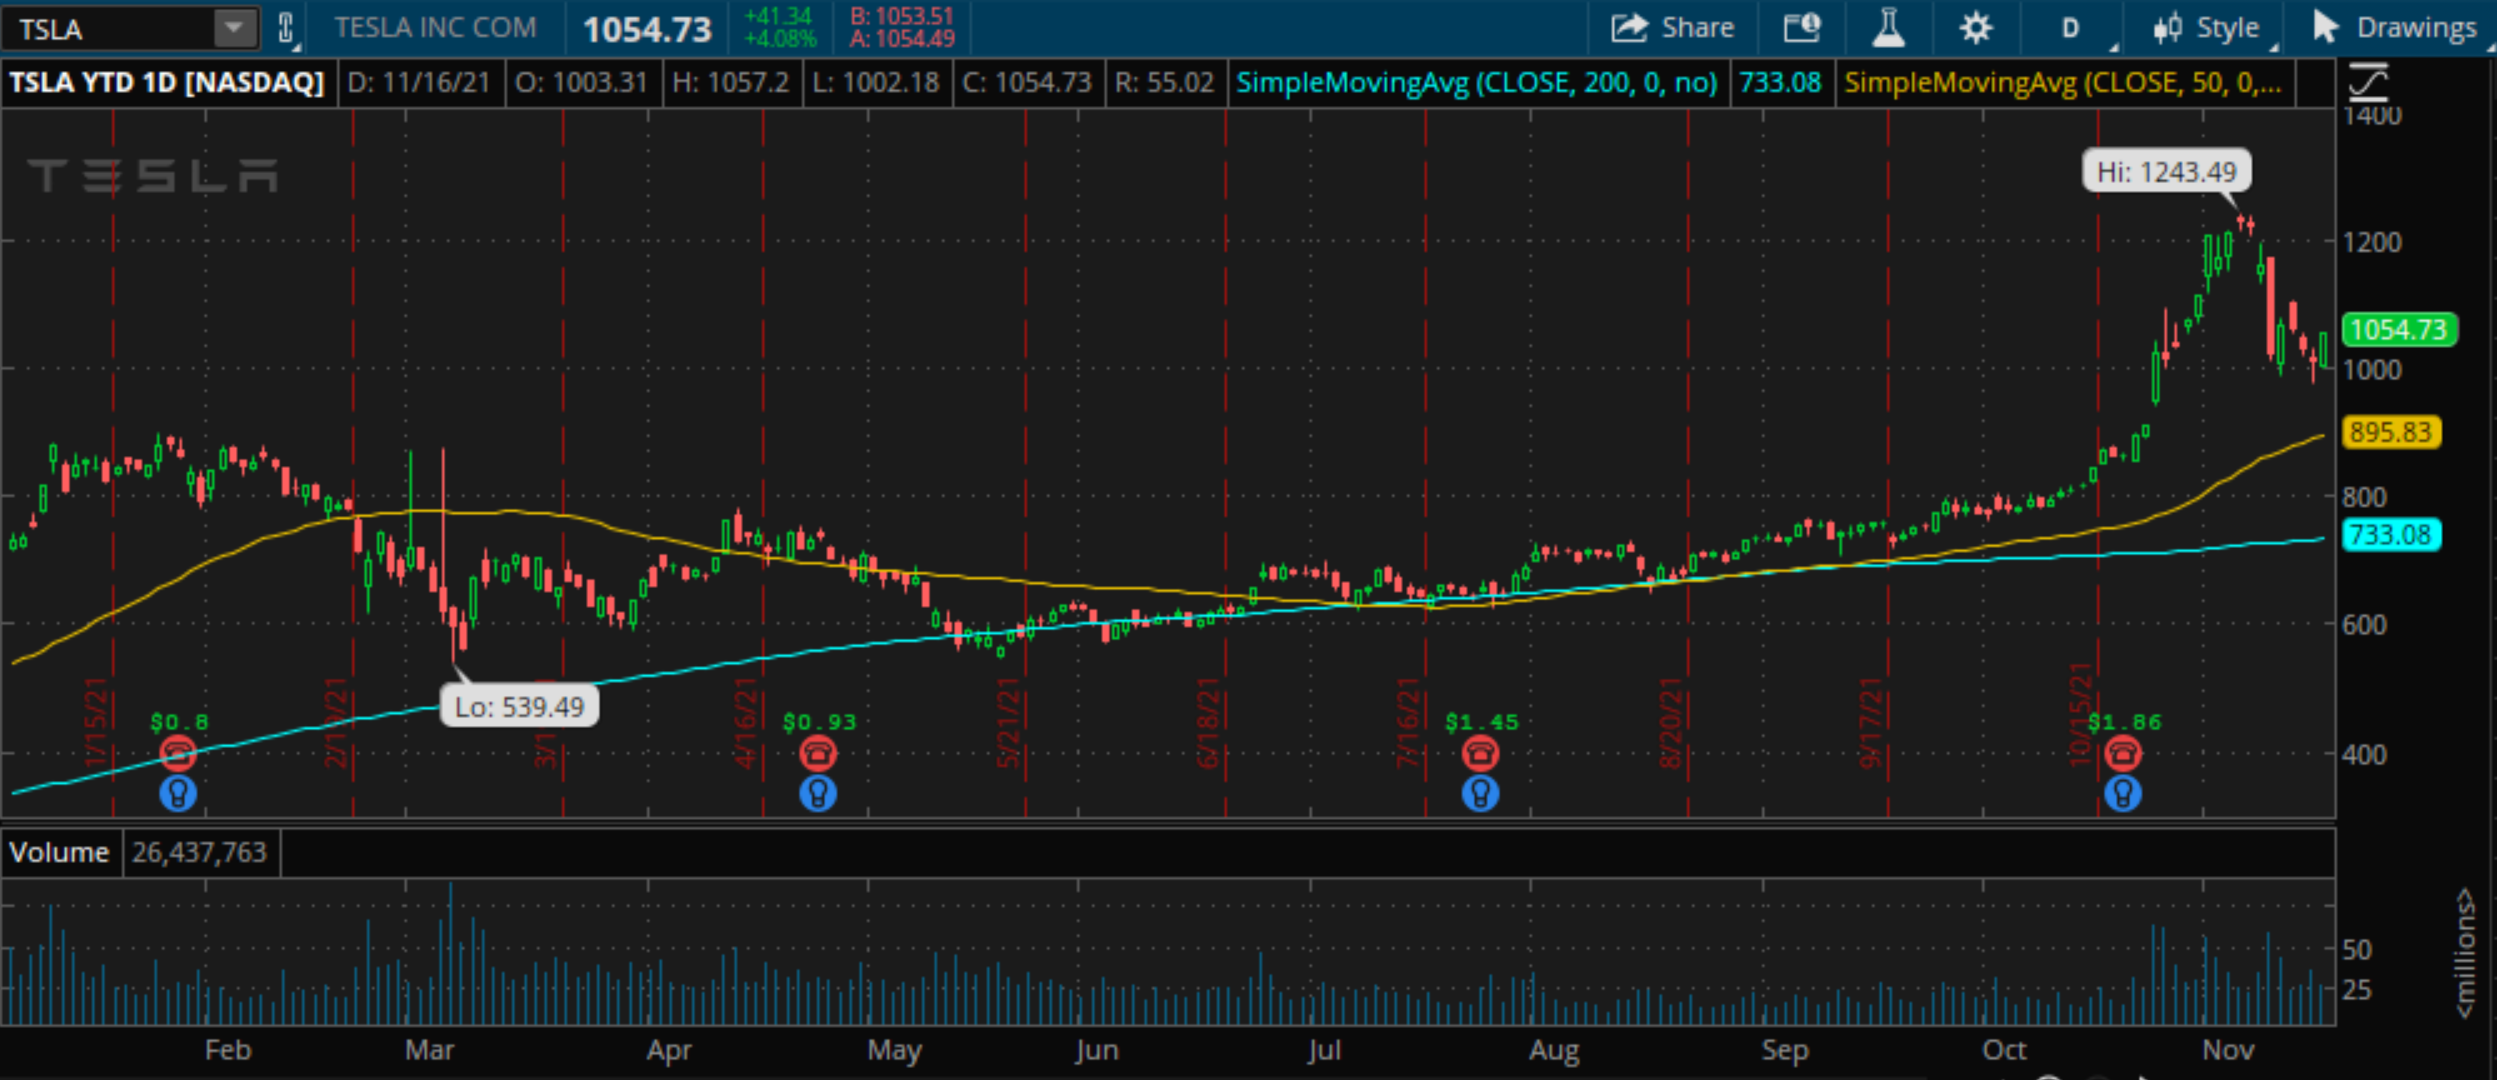 TSLA
TESLA INC COM
1054.73
+41.34
+4.08%
B: 1053.51
A: 1054.49
Share
D
Style
Drawings
TSLA YTD 1D [NASDAQ]
D: 11/16/21
O: 1003.31
H: 1057.2
L: 1002.18
C: 1054.73
R: 55.02
SimpleMovingAvg (CLOSE, 200, 0, no)
733.08
SimpleMovingAvg (CLOSE, 50, 0,...
TESLA
1400
Hi: 1243.49
1200
1054.73
1000
895.83
800
733.08
600
400
Lo: 539.49
1/15/21
2/19/21
3/1
4/16/21
5/21/21
6/18/21
7/16/21
8/20/21
9/17/21
10/15/21
$0.8
$0.93
$1.45
$1.86
Volume
26,437,763
50
25
<millions>
Feb
Mar
Apr
May
Jun
Jul
Aug
Sep
Oct
Nov